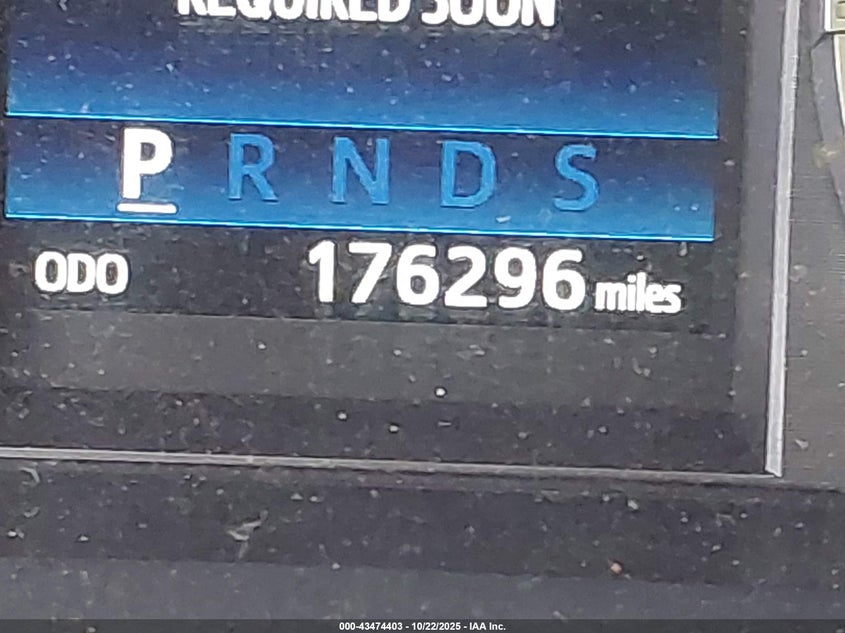 REQUIRED SOON
P R N D S
ODO 176296 miles
000-43474403 - 10/22/2025 - IAA Inc.